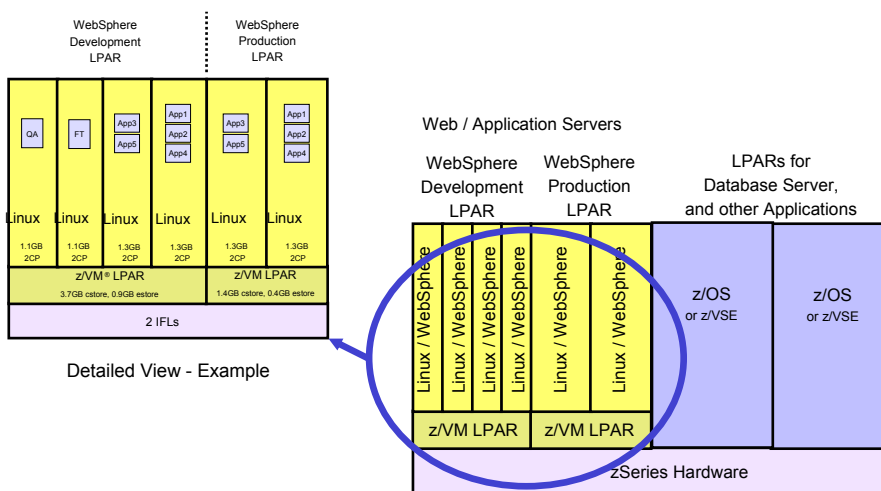 WebSphere
Development
LPAR
WebSphere
Production
LPAR
QA
FT
App3
App5
App1
App2
App4
App3
App5
App1
App2
App4
Linux
Linux
Linux
Linux
Linux
Linux
1.1GB
2CP
1.1GB
2CP
1.3GB
2CP
1.3GB
2CP
1.3GB
2CP
1.3GB
2CP
z/VM® LPAR
3.7GB cstore, 0.9GB estore
z/VM LPAR
1.4GB cstore, 0.4GB estore
2 IFLs
Detailed View - Example
Web / Application Servers
WebSphere
Development
LPAR
WebSphere
Production
LPAR
LPARs for
Database Server,
and other Applications
Linux / WebSphere
Linux / WebSphere
Linux / WebSphere
Linux / WebSphere
Linux / WebSphere
Linux / WebSphere
z/OS
or z/VSE
z/OS
or z/VSE
z/VM LPAR
z/VM LPAR
zSeries Hardware